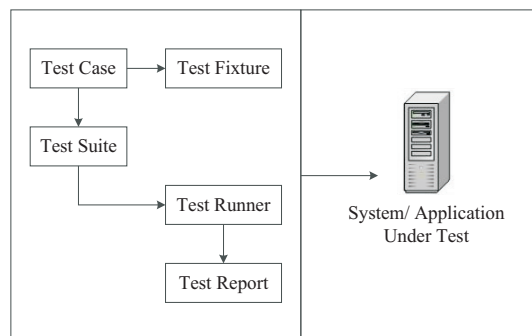 Test Case
Test Fixture
Test Suite
Test Runner
Test Report
System/ Application
Under Test